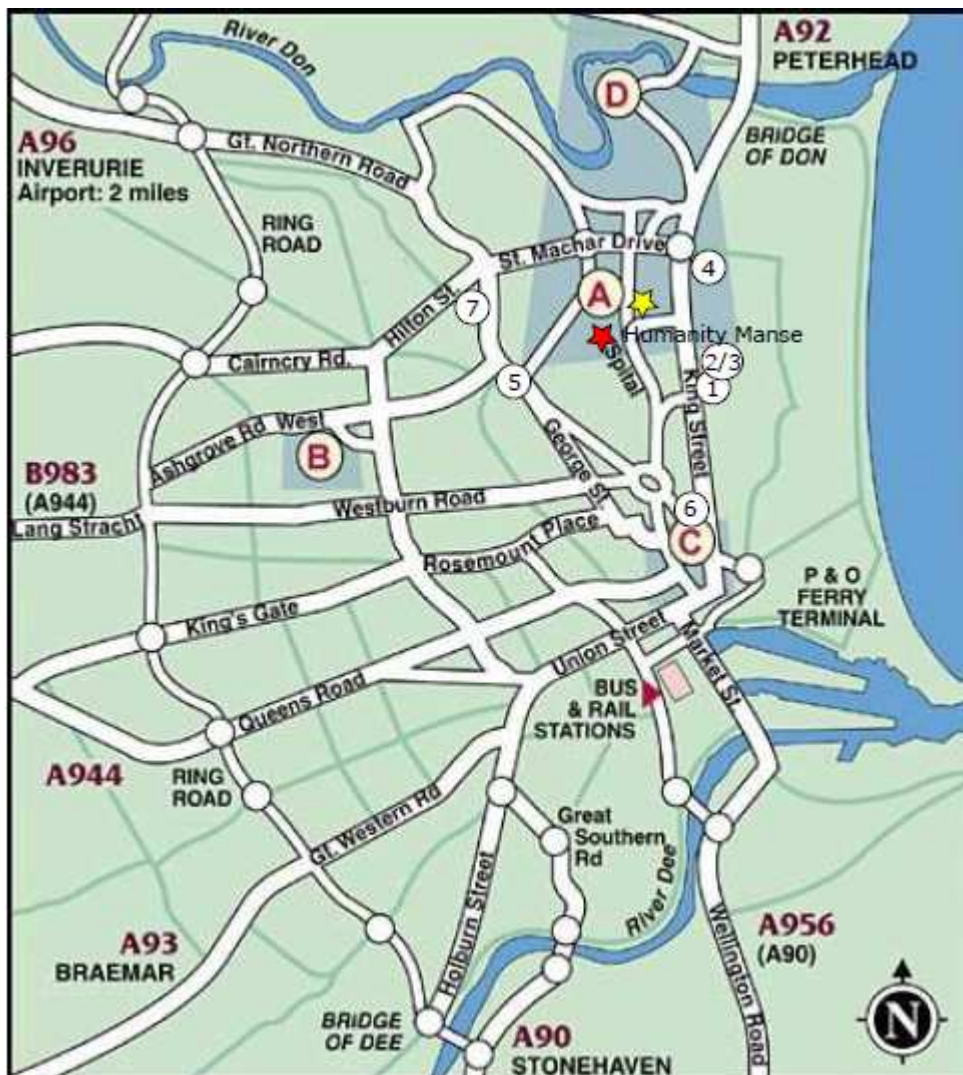 A92
PETERHEAD
River Don
D
A96
INVERURIE
Airport: 2 miles
Gt. Northern Road
BRIDGE
OF DON
RING
ROAD
St. Machar Drive
4
A
7
Hilton St.
Humanity Manse
Spital
Cairncry Rd.
2/3
1
5
King Street
George St.
Ashgrove Rd West
B
B983
(A944)
Lang Stracht
Westburn Road
6
C
Rosemount Place
P & O
FERRY
TERMINAL
King's Gate
Union Street
Market St
Queens Road
BUS
& RAIL
STATIONS
A944
RING
ROAD
Gt. Western Rd
Great
Southern
Rd
River Dee
Holburn Street
Wellington Road
A93
BRAEMAR
A956
(A90)
BRIDGE
OF DEE
A90
STONEHAVEN
N